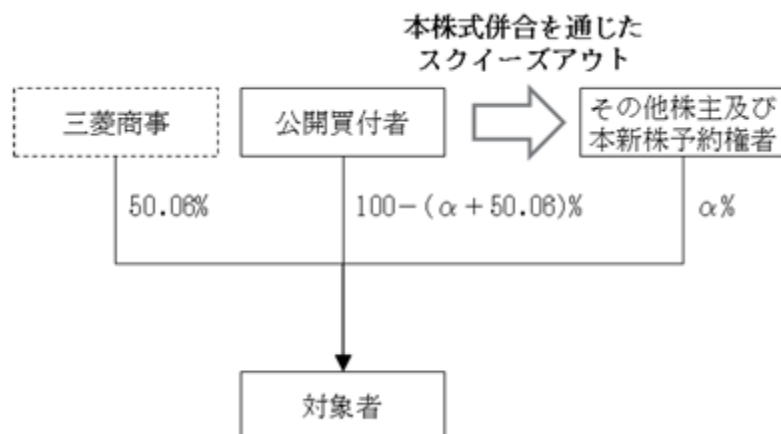 本株式併合を通じた
スクイーズアウト
三菱商事
公開買付者
その他株主及び
本新株予約権者
50.06%
100-(α+50.06)%
α%
対象者